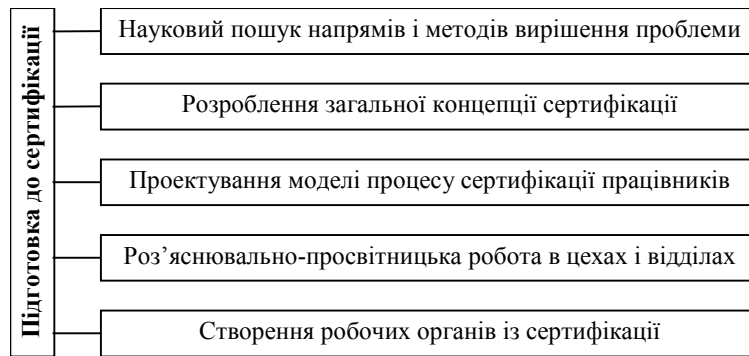 Підготовка до сертифікації
Науковий пошук напрямів і методів вирішення проблеми
Розроблення загальної концепції сертифікації
Проектування моделі процесу сертифікації працівників
Роз’яснювально-просвітницька робота в цехах і відділах
Створення робочих органів із сертифікації